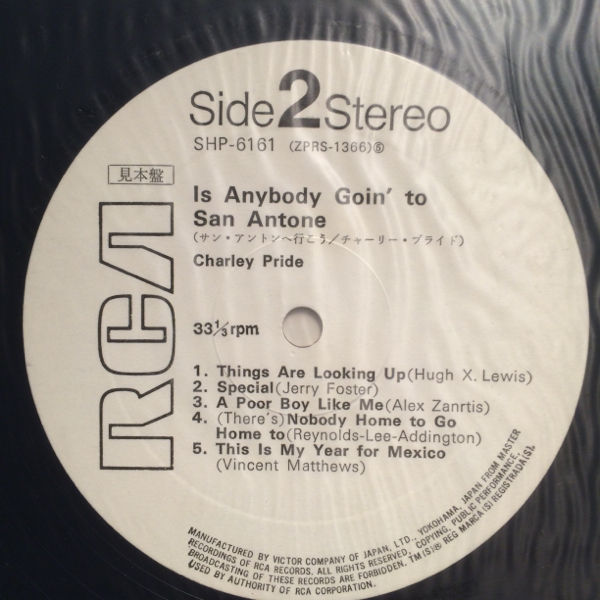 Side 2 Stereo
SHP-6161 (ZPRS-1366)Ⓢ
見本盤
RCA
Is Anybody Goin' to
San Antone
(サン・アントンへ行こう/チャーリー・プライド)
Charley Pride
33⅓rpm
1. Things Are Looking Up(Hugh X. Lewis)
2. Special(Jerry Foster)
3. A Poor Boy Like Me(Alex Zanrtis)
4. (There's)Nobody Home to Go
Home to(Reynolds-Lee-Addington)
5. This Is My Year for Mexico
(Vincent Matthews)
MANUFACTURED BY VICTOR COMPANY OF JAPAN, LTD., YOKOHAMA, JAPAN FROM MASTER
RECORDINGS OF RCA RECORDS. ALL RIGHTS RESERVED, COPYING, PUBLIC PERFORMANCE,
BROADCASTING OF THESE RECORDS ARE FORBIDDEN. TM(S)® REG MARCA(S) REGISTRADA(S).
USED BY AUTHORITY OF RCA CORPORATION.